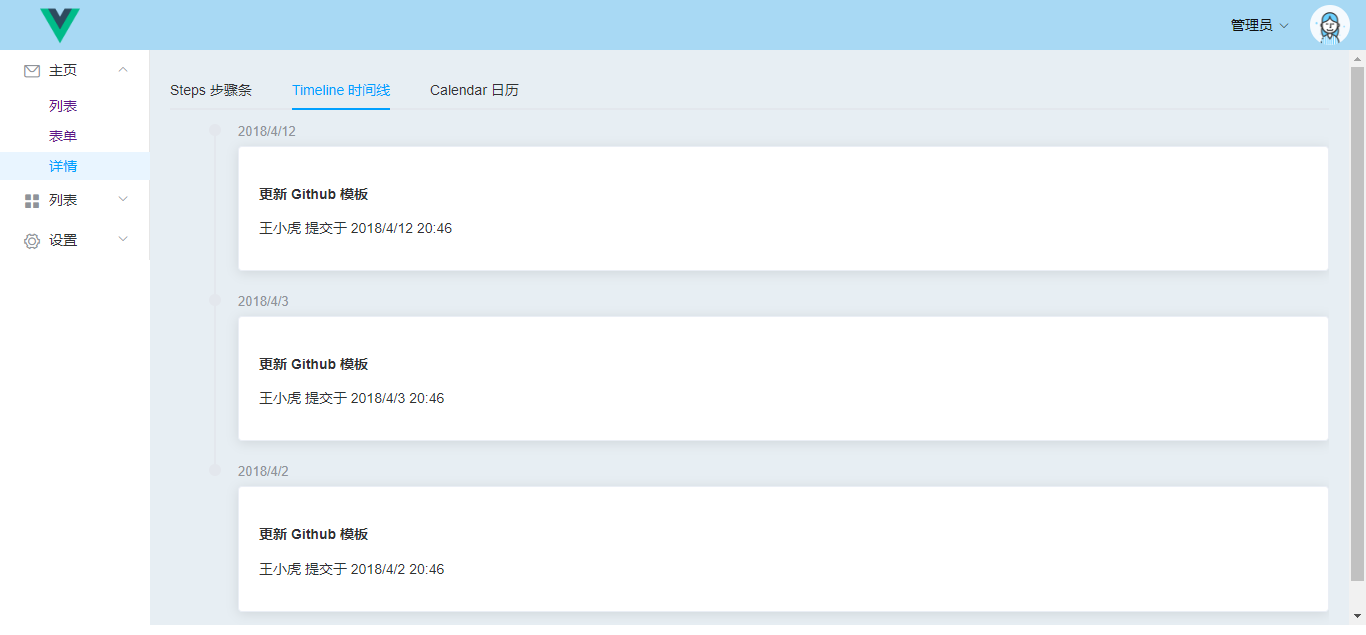 管理员
主页
列表
表单
详情
列表
设置
Steps 步骤条 Timeline 时间线 Calendar 日历
2018/4/12
更新 Github 模板
王小虎 提交于 2018/4/12 20:46
2018/4/3
更新 Github 模板
王小虎 提交于 2018/4/3 20:46
2018/4/2
更新 Github 模板
王小虎 提交于 2018/4/2 20:46